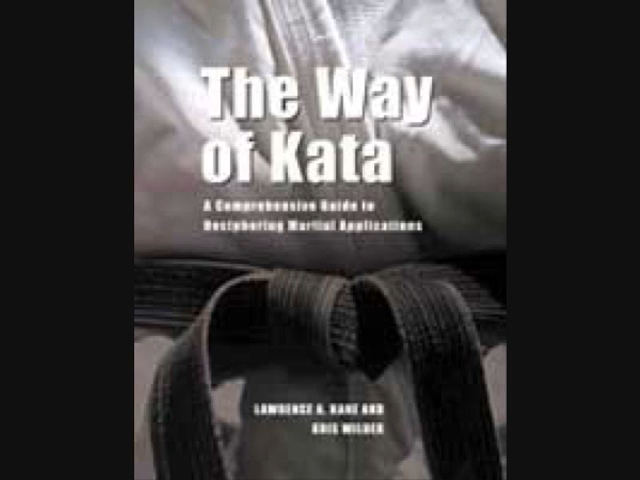 The Way
of Kata
A Comprehensive Guide to
Deciphering Martial Applications
LAWRENCE A. KANE AND
KRIS WILDER